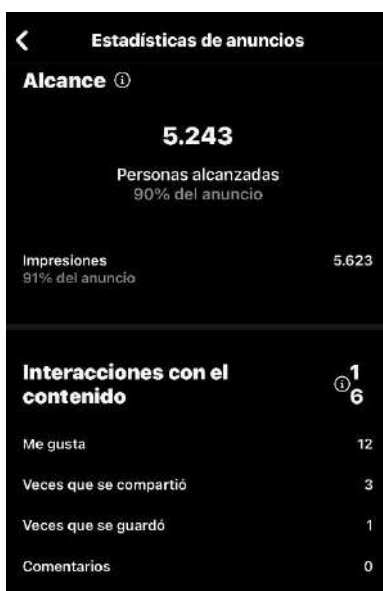 Estadísticas de anuncios
Alcance
5.243
Personas alcanzadas
90% del anuncio
Impresiones 5.623
91% del anuncio
Interacciones con el
contenido
1
6
Me gusta 12
Veces que se compartió 3
Veces que se guardó 1
Comentarios 0